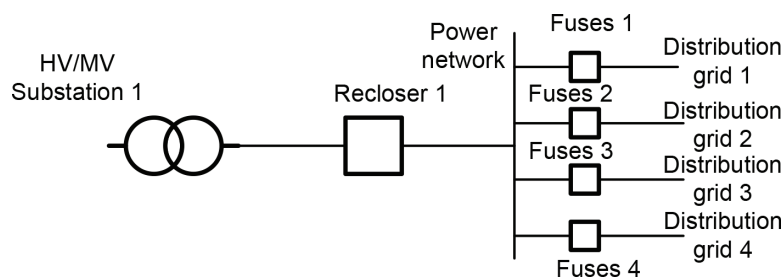 HV/MV
Substation 1
Recloser 1
Power
network
Fuses 1
Distribution
grid 1
Fuses 2
Distribution
grid 2
Fuses 3
Distribution
grid 3
Distribution
grid 4
Fuses 4